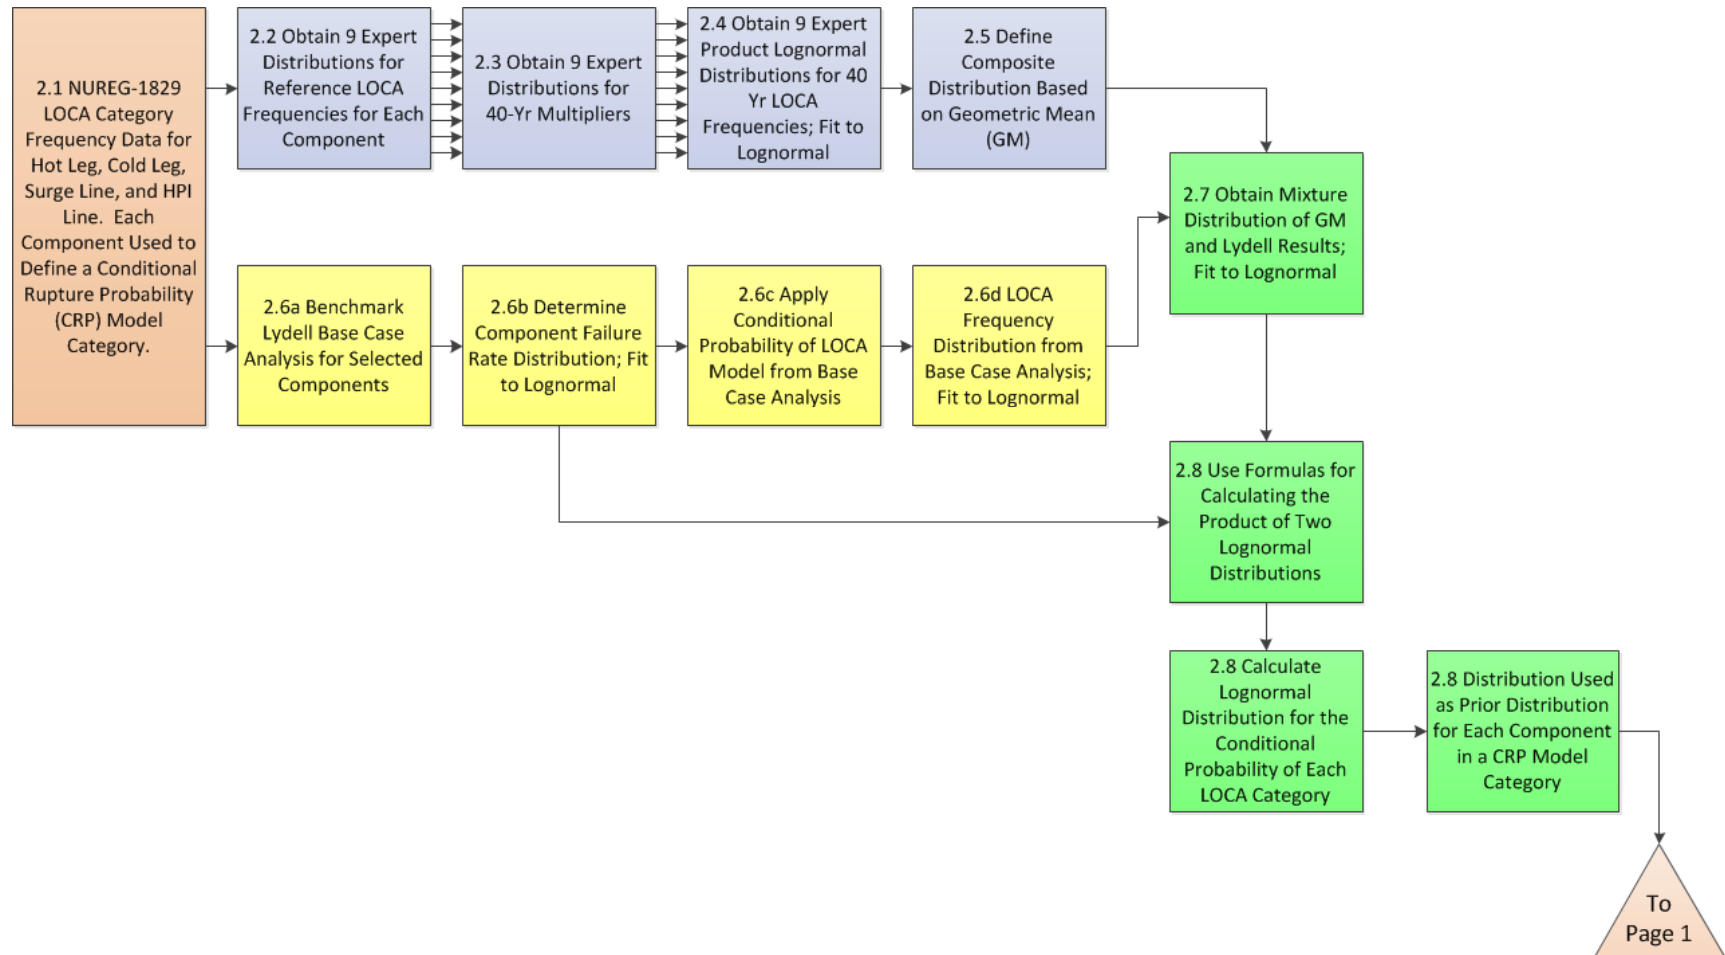 2.1 NUREG-1829
LOCA Category
Frequency Data for
Hot Leg, Cold Leg,
Surge Line, and HPI
Line.  Each
Component Used to
Define a Conditional
Rupture Probability
(CRP) Model
Category.
2.2 Obtain 9 Expert
Distributions for
Reference LOCA
Frequencies for Each
Component
2.3 Obtain 9 Expert
Distributions for
40-Yr Multipliers
2.4 Obtain 9 Expert
Product Lognormal
Distributions for 40
Yr LOCA
Frequencies; Fit to
Lognormal
2.5 Define
Composite
Distribution Based
on Geometric Mean
(GM)
2.6a Benchmark
Lydell Base Case
Analysis for Selected
Components
2.6b Determine
Component Failure
Rate Distribution; Fit
to Lognormal
2.6c Apply
Conditional
Probability of LOCA
Model from Base
Case Analysis
2.6d LOCA
Frequency
Distribution from
Base Case Analysis;
Fit to Lognormal
2.7 Obtain Mixture
Distribution of GM
and Lydell Results;
Fit to Lognormal
2.8 Use Formulas for
Calculating the
Product of Two
Lognormal
Distributions
2.8 Calculate
Lognormal
Distribution for the
Conditional
Probability of Each
LOCA Category
2.8 Distribution Used
as Prior Distribution
for Each Component
in a CRP Model
Category
To
Page 1